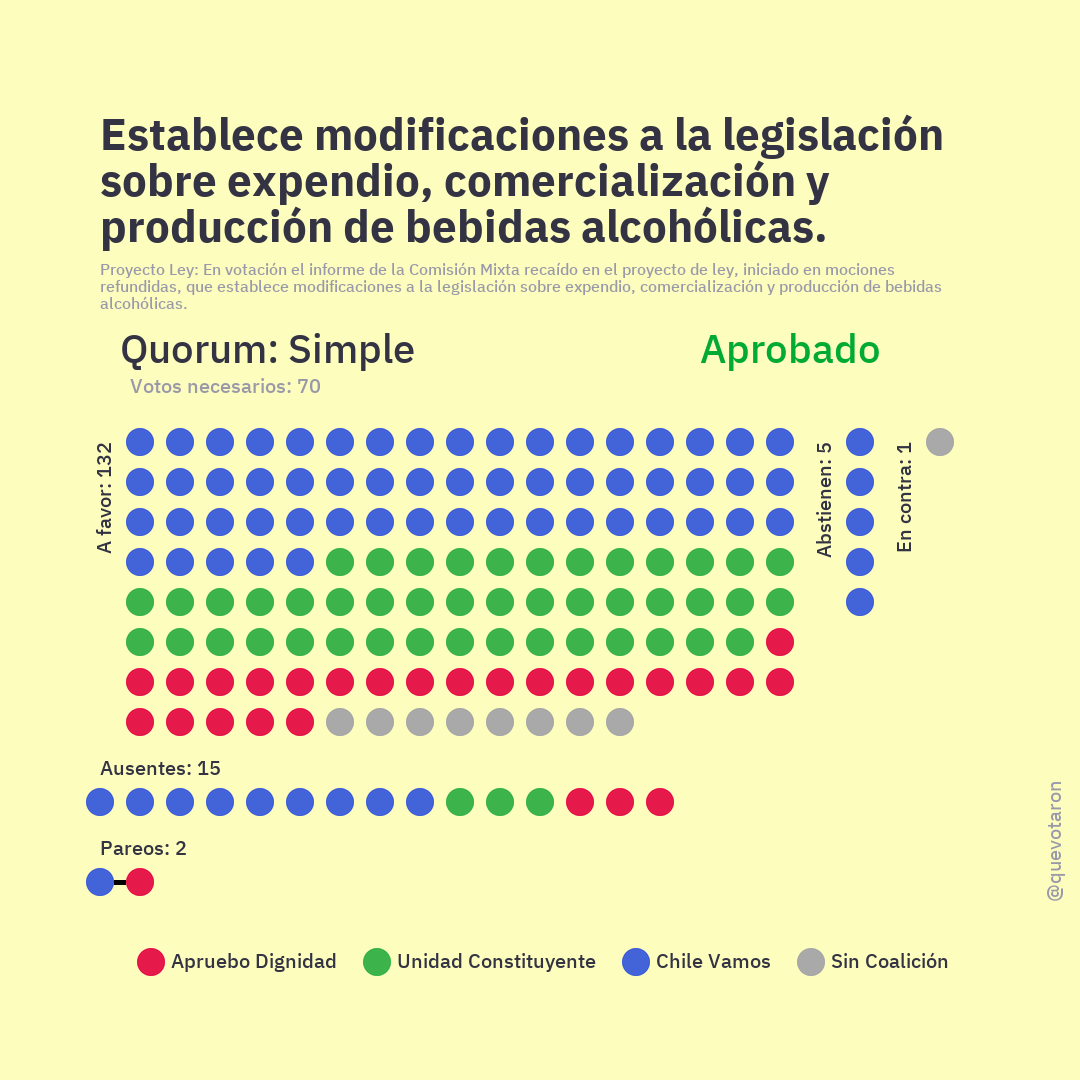 Establece modificaciones a la legislación
sobre expendio, comercialización y
producción de bebidas alcohólicas.
Proyecto Ley: En votación el informe de la Comisión Mixta recaído en el proyecto de ley, iniciado en mociones
refundidas, que establece modificaciones a la legislación sobre expendio, comercialización y producción de bebidas
alcohólicas.
Quorum: Simple
Aprobado
Votos necesarios: 70
A favor: 132
Abstienen: 5
En contra: 1
Ausentes: 15
Pareos: 2
@quevotaron
Apruebo Dignidad
Unidad Constituyente
Chile Vamos
Sin Coalición